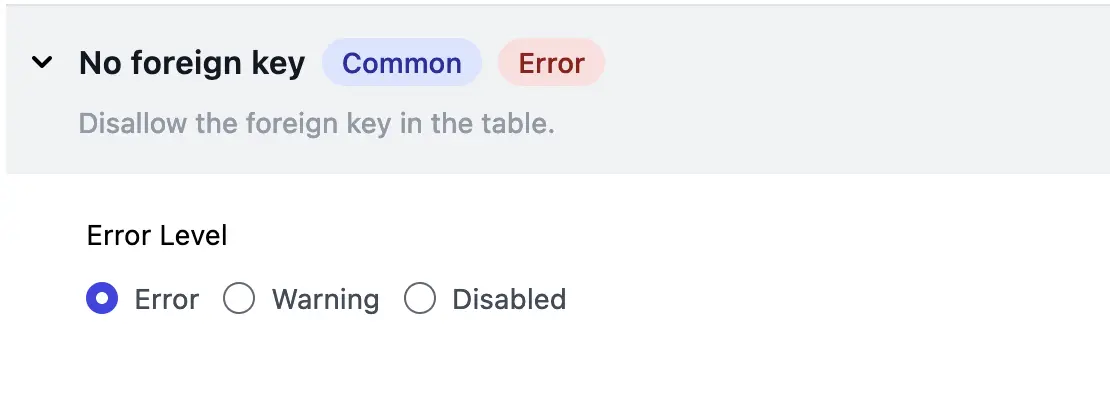 No foreign key Common Error
Disallow the foreign key in the table.
Error Level
Error Warning Disabled